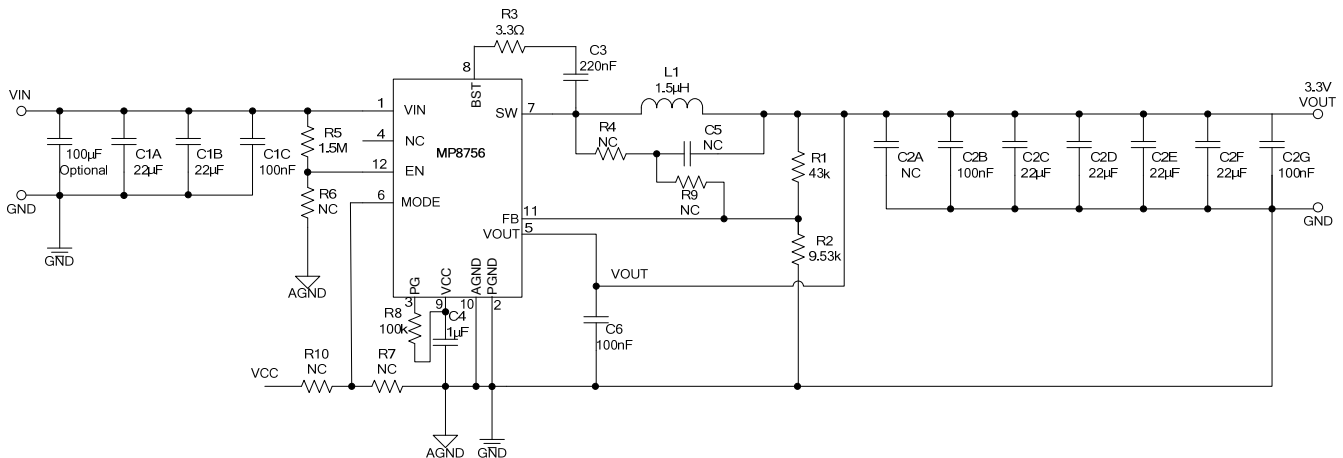 R3
3.3Ω
C3
220nF
8
BST
L1
1.5µH
3.3V
VOUT
VIN
1
VIN
SW
7
R4
NC
C5
NC
100µF
Optional
C1A
22µF
C1B
22µF
C1C
100nF
R5
1.5M
4
NC
MP8756
12
EN
R1
43k
C2A
NC
C2B
100nF
C2C
22µF
C2D
22µF
C2E
22µF
C2F
22µF
C2G
100nF
R9
NC
GND
R6
NC
6
MODE
FB
11
VOUT
5
GND
R2
9.53k
GND
AGND
PG
VCC
AGND
PGND
3
9
10
2
VOUT
R8
100k
C4
1µF
C6
100nF
VCC
R10
NC
R7
NC
AGND
GND